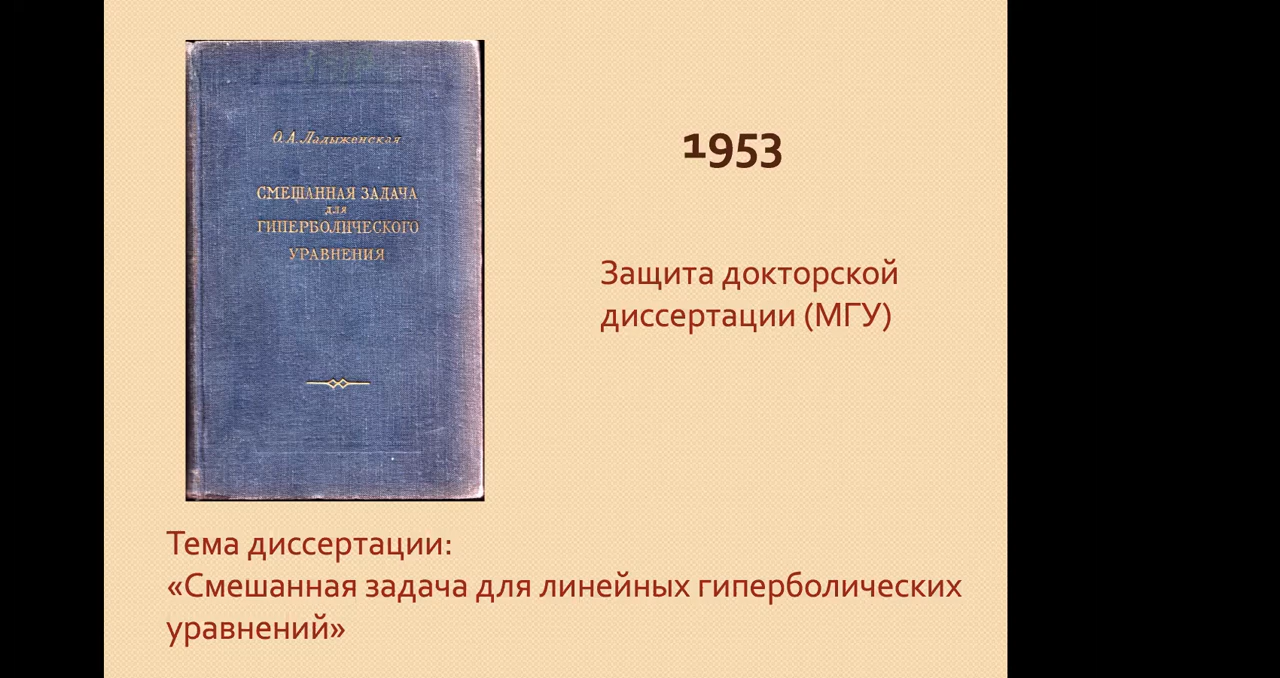 О. А. Ладыженская
СМЕШАННАЯ ЗАДАЧА
для
ГИПЕРБОЛИЧЕСКОГО
УРАВНЕНИЯ
1953
Защита докторской
диссертации (МГУ)
Тема диссертации:
«Смешанная задача для линейных гиперболических
уравнений»